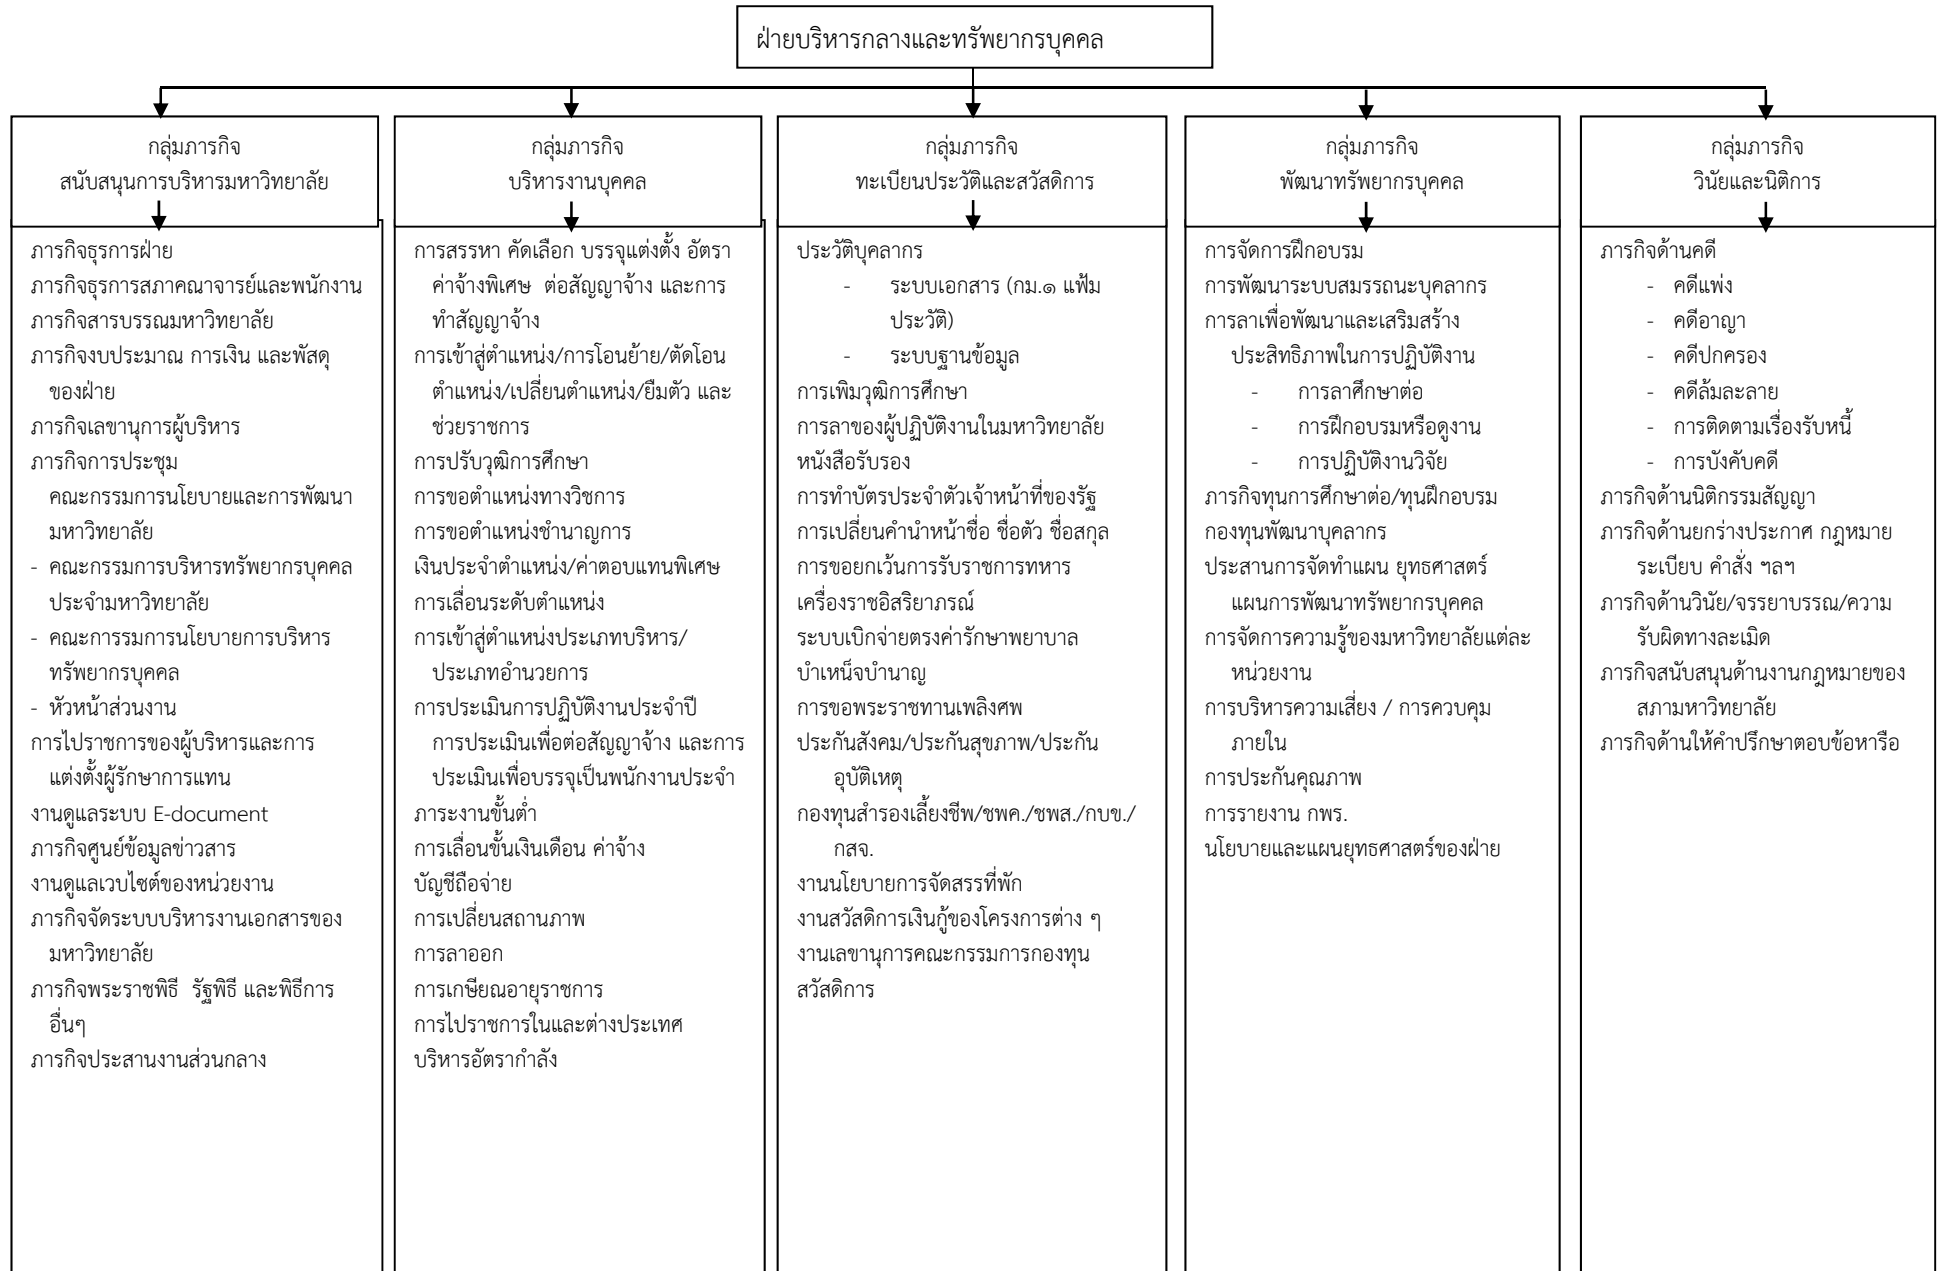 ฝ่ายบริหารกลางและทรัพยากรบุคคล
กลุ่มภารกิจ
สนับสนุนการบริหารมหาวิทยาลัย
ภารกิจธุรการฝ่าย
ภารกิจธุรการสภาคณาจารย์และพนักงาน
ภารกิจสารบรรณมหาวิทยาลัย
ภารกิจงบประมาณ การเงิน และพัสดุ
ของฝ่าย
ภารกิจเลขานุการผู้บริหาร
ภารกิจการประชุม
คณะกรรมการนโยบายและการพัฒนา
มหาวิทยาลัย
- คณะกรรมการบริหารทรัพยากรบุคคล
ประจำมหาวิทยาลัย
- คณะการรมการนโยบายการบริหาร
ทรัพยากรบุคคล
- หัวหน้าส่วนงาน
การไปราชการของผู้บริหารและการ
แต่งตั้งผู้รักษาการแทน
งานดูแลระบบ E-document
ภารกิจศูนย์ข้อมูลข่าวสาร
งานดูแลเวบไซต์ของหน่วยงาน
ภารกิจจัดระบบบริหารงานเอกสารของ
มหาวิทยาลัย
ภารกิจพระราชพิธี รัฐพิธี และพิธีการ
อื่นๆ
ภารกิจประสานงานส่วนกลาง
กลุ่มภารกิจ
บริหารงานบุคคล
การสรรหา คัดเลือก บรรจุแต่งตั้ง อัตรา
ค่าจ้างพิเศษ ต่อสัญญาจ้าง และการ
ทำสัญญาจ้าง
การเข้าสู่ตำแหน่ง/การโอนย้าย/ตัดโอน
ตำแหน่ง/เปลี่ยนตำแหน่ง/ยืมตัว และ
ช่วยราชการ
การปรับวุฒิการศึกษา
การขอตำแหน่งทางวิชการ
การขอตำแหน่งชำนาญการ
เงินประจำตำแหน่ง/ค่าตอบแทนพิเศษ
การเลื่อนระดับตำแหน่ง
การเข้าสู่ตำแหน่งประเภทบริหาร/
ประเภทอำนวยการ
การประเมินการปฏิบัติงานประจำปี
การประเมินเพื่อต่อสัญญาจ้าง และการ
ประเมินเพื่อบรรจุเป็นพนักงานประจำ
ภาระงานขั้นต่ำ
การเลื่อนขั้นเงินเดือน ค่าจ้าง
บัญชีถือจ่าย
การเปลี่ยนสถานภาพ
การลาออก
การเกษียณอายุราชการ
การไปราชการในและต่างประเทศ
บริหารอัตรากำลัง
กลุ่มภารกิจ
ทะเบียนประวัติและสวัสดิการ
ประวัติบุคลากร
- ระบบเอกสาร (กม.๑ แฟ้ม
ประวัติ)
- ระบบฐานข้อมูล
การเพิมวุฒิการศึกษา
การลาของผู้ปฏิบัติงานในมหาวิทยาลัย
หนังสือรับรอง
การทำบัตรประจำตัวเจ้าหน้าที่ของรัฐ
การเปลี่ยนคำนำหน้าชื่อ ชื่อตัว ชื่อสกุล
การขอยกเว้นการรับราชการทหาร
เครื่องราชอิสริยาภรณ์
ระบบเบิกจ่ายตรงค่ารักษาพยาบาล
บำเหน็จบำนาญ
การขอพระราชทานเพลิงศพ
ประกันสังคม/ประกันสุขภาพ/ประกัน
อุบัติเหตุ
กองทุนสำรองเลี้ยงชีพ/ชพค./ชพส./กบข./
กสจ.
งานนโยบายการจัดสรรที่พัก
งานสวัสดิการเงินกู้ของโครงการต่าง ๆ
งานเลขานุการคณะกรรมการกองทุน
สวัสดิการ
กลุ่มภารกิจ
พัฒนาทรัพยากรบุคคล
การจัดการฝึกอบรม
การพัฒนาระบบสมรรถนะบุคลากร
การลาเพื่อพัฒนาและเสริมสร้าง
ประสิทธิภาพในการปฏิบัติงาน
- การลาศึกษาต่อ
- การฝึกอบรมหรือดูงาน
- การปฏิบัติงานวิจัย
ภารกิจทุนการศึกษาต่อ/ทุนฝึกอบรม
กองทุนพัฒนาบุคลากร
ประสานการจัดทำแผน ยุทธศาสตร์
แผนการพัฒนาทรัพยากรบุคคล
การจัดการความรู้ของมหาวิทยาลัยแต่ละ
หน่วยงาน
การบริหารความเสี่ยง / การควบคุม
ภายใน
การประกันคุณภาพ
การรายงาน กพร.
นโยบายและแผนยุทธศาสตร์ของฝ่าย
กลุ่มภารกิจ
วินัยและนิติการ
ภารกิจด้านคดี
- คดีแพ่ง
- คดีอาญา
- คดีปกครอง
- คดีล้มละลาย
- การติดตามเรื่องรับหนี้
- การบังคับคดี
ภารกิจด้านนิติกรรมสัญญา
ภารกิจด้านยกร่างประกาศ กฎหมาย
ระเบียบ คำสั่ง ฯลฯ
ภารกิจด้านวินัย/จรรยาบรรณ/ความ
รับผิดทางละเมิด
ภารกิจสนับสนุนด้านงานกฎหมายของ
สภามหาวิทยาลัย
ภารกิจด้านให้คำปรึกษาตอบข้อหารือ